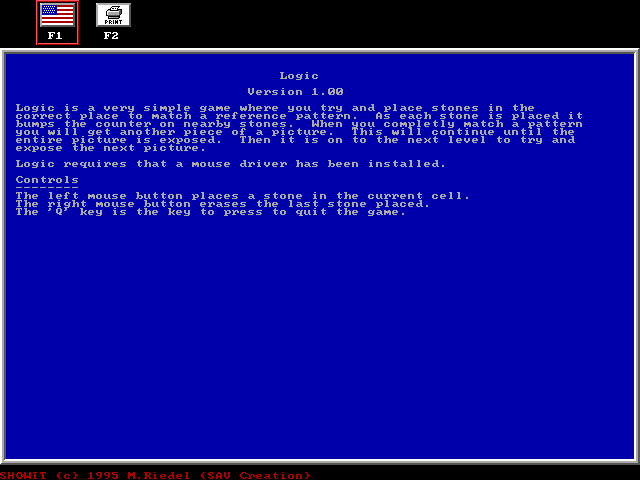 PRINT
F1 F2
Logic
Version 1.00
Logic is a very simple game where you try and place stones in the
correct place to match a reference pattern.  As each stone is placed it
bumps the counter on nearby stones.  When you completly match a pattern
you will get another piece of a picture.  This will continue until the
entire picture is exposed.  Then it is on to the next level to try and
expose the next picture.
Logic requires that a mouse driver has been installed.
Controls
--------
The left mouse button places a stone in the current cell.
The right mouse button erases the last stone placed.
The 'Q' key is the key to press to quit the game.
SHOWIT (c) 1995 M.Riedel (SAV Creation)